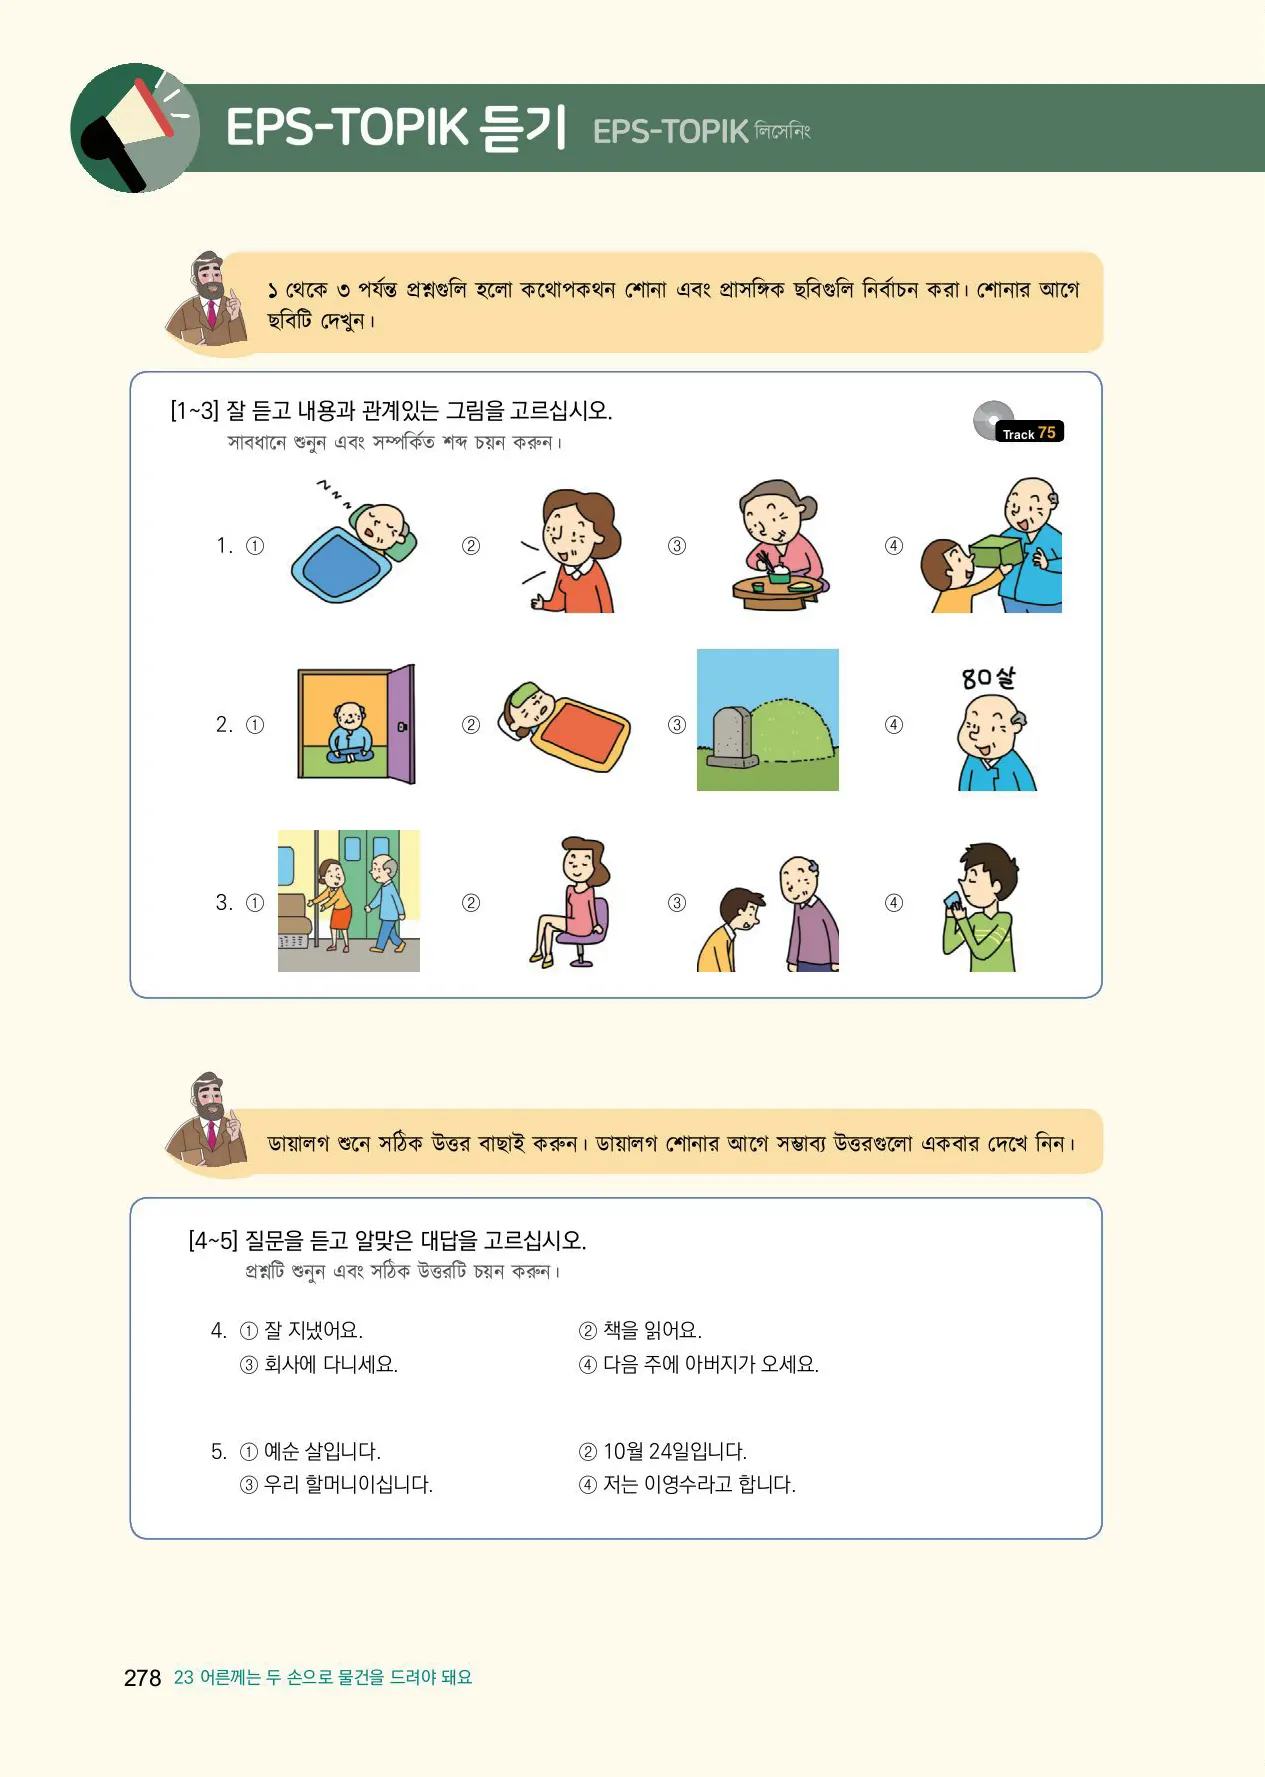 EPS-TOPIK 듣기 EPS-TOPIK লিসেনিং
১ থেকে ৩ পর্যন্ত প্রশ্নগুলি হলো কথোপকথন শোনা এবং প্রাসঙ্গিক ছবিগুলি নির্বাচন করা। শোনার আগে
ছবিটি দেখুন।
[1~3] 잘 듣고 내용과 관계있는 그림을 고르십시오.
সাবধানে শুনুন এবং সম্পর্কিত শব্দ চয়ন করুন।
Track 75
1. ① ② ③ ④
80살
2. ① ② ③ ④
3. ① ② ③ ④
ডায়ালগ শুনে সঠিক উত্তর বাছাই করুন। ডায়ালগ শোনার আগে সম্ভাব্য উত্তরগুলো একবার দেখে নিন।
[4~5] 질문을 듣고 알맞은 대답을 고르십시오.
প্রশ্নটি শুনুন এবং সঠিক উত্তরটি চয়ন করুন।
4. ① 잘 지냈어요. ② 책을 읽어요.
③ 회사에 다니세요. ④ 다음 주에 아버지가 오세요.
5. ① 예순 살입니다. ② 10월 24일입니다.
③ 우리 할머니이십니다. ④ 저는 이영수라고 합니다.
278 23 어른께는 두 손으로 물건을 드려야 돼요